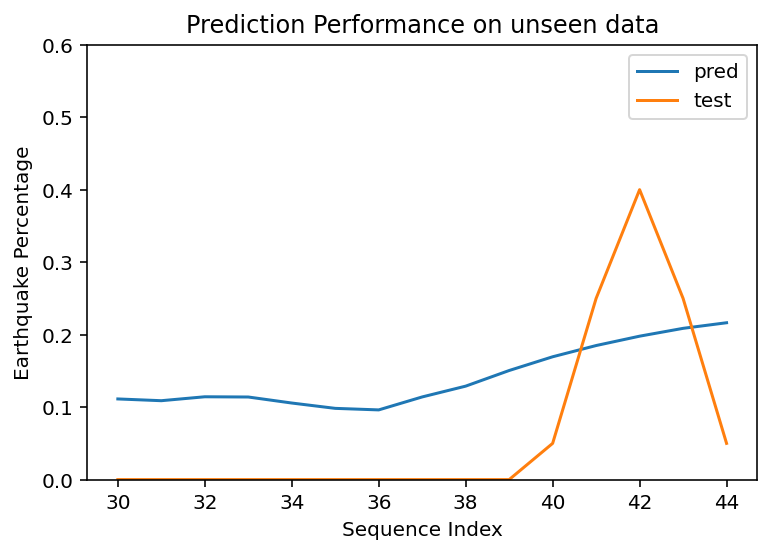 Prediction Performance on unseen data
pred
test
Earthquake Percentage
0.6
0.5
0.4
0.3
0.2
0.1
0.0
30 32 34 36 38 40 42 44
Sequence Index